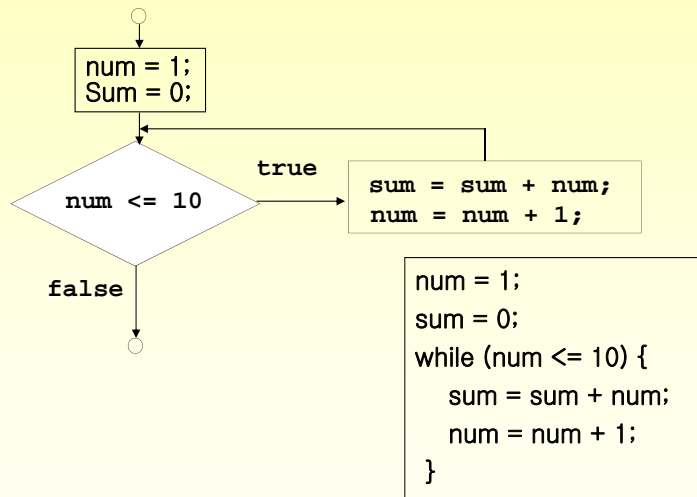 num = 1;
Sum = 0;
true
num <= 10
sum = sum + num;
num = num + 1;
false
num = 1;
sum = 0;
while (num <= 10) {
sum = sum + num;
num = num + 1;
}